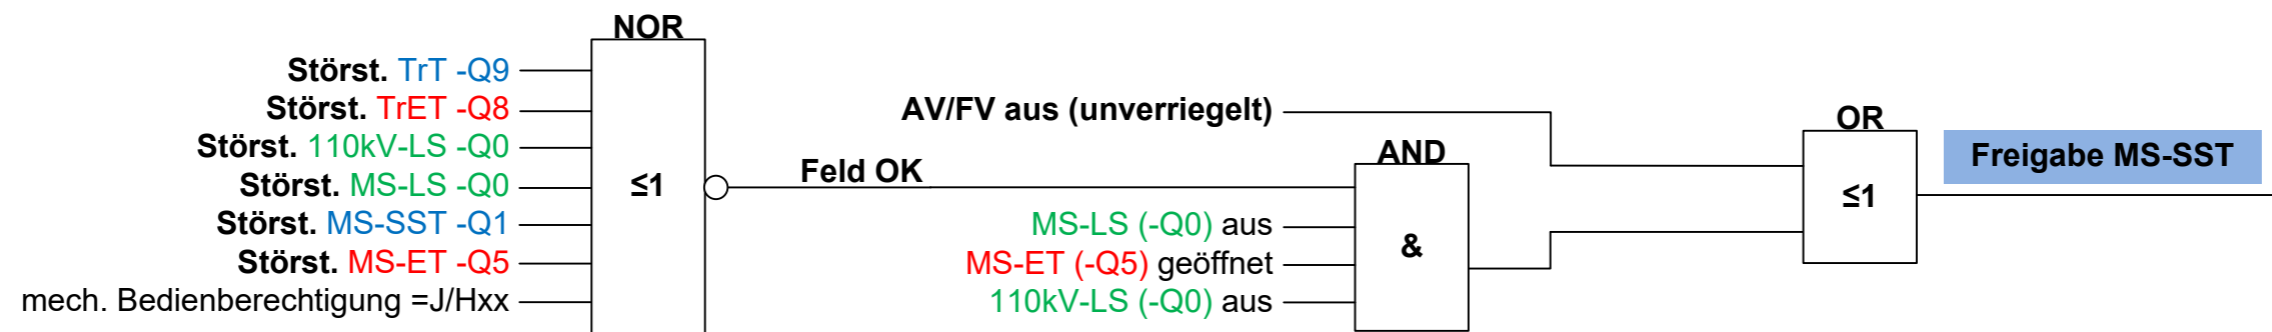 NOR
Störst. TrT -Q9
Störst. TrET -Q8
Störst. 110kV-LS -Q0
Störst. MS-LS -Q0
Störst. MS-SST -Q1
Störst. MS-ET -Q5
mech. Bedienberechtigung =J/Hxx
≤1
Feld OK
AV/FV aus (unverriegelt)
AND
MS-LS (-Q0) aus
MS-ET (-Q5) geöffnet
110kV-LS (-Q0) aus
&
OR
≤1
Freigabe MS-SST